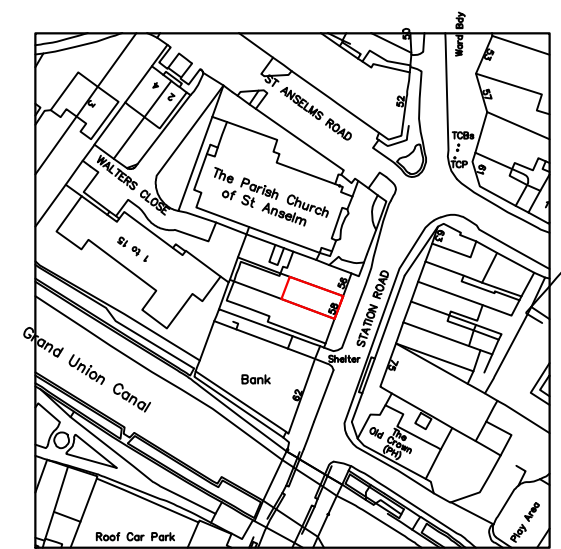 50
Ward Bdy
53
ST ANSELMS ROAD
52
57
2
4
3
TCBs
TCP
61
WALTERS CLOSE
The Parish Church
of St Anselm
1 to 15
63
56
58
STATION ROAD
Shelter
75
Grand Union Canal
Bank
62
The
Old Crown
(PH)
Play Area
Roof Car Park